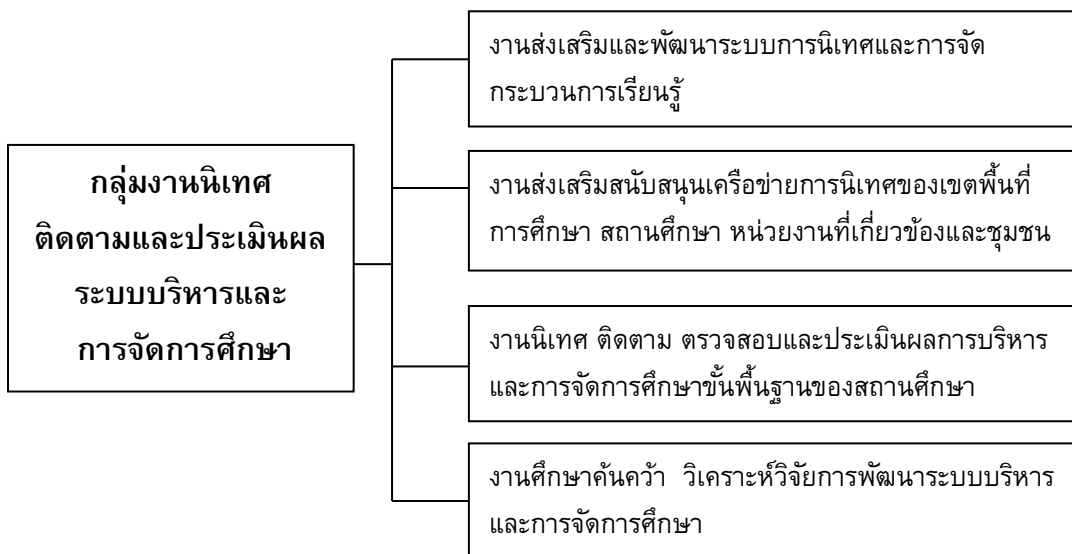 งานส่งเสริมและพัฒนาระบบการนิเทศและการจัด
กระบวนการเรียนรู้
กลุ่มงานนิเทศ
ติดตามและประเมินผล
ระบบบริหารและ
การจัดการศึกษา
งานส่งเสริมสนับสนุนเครือข่ายการนิเทศของเขตพื้นที่
การศึกษา สถานศึกษา หน่วยงานที่เกี่ยวข้องและชุมชน
งานนิเทศ ติดตาม ตรวจสอบและประเมินผลการบริหาร
และการจัดการศึกษาขั้นพื้นฐานของสถานศึกษา
งานศึกษาค้นคว้า วิเคราะห์วิจัยการพัฒนาระบบบริหาร
และการจัดการศึกษา